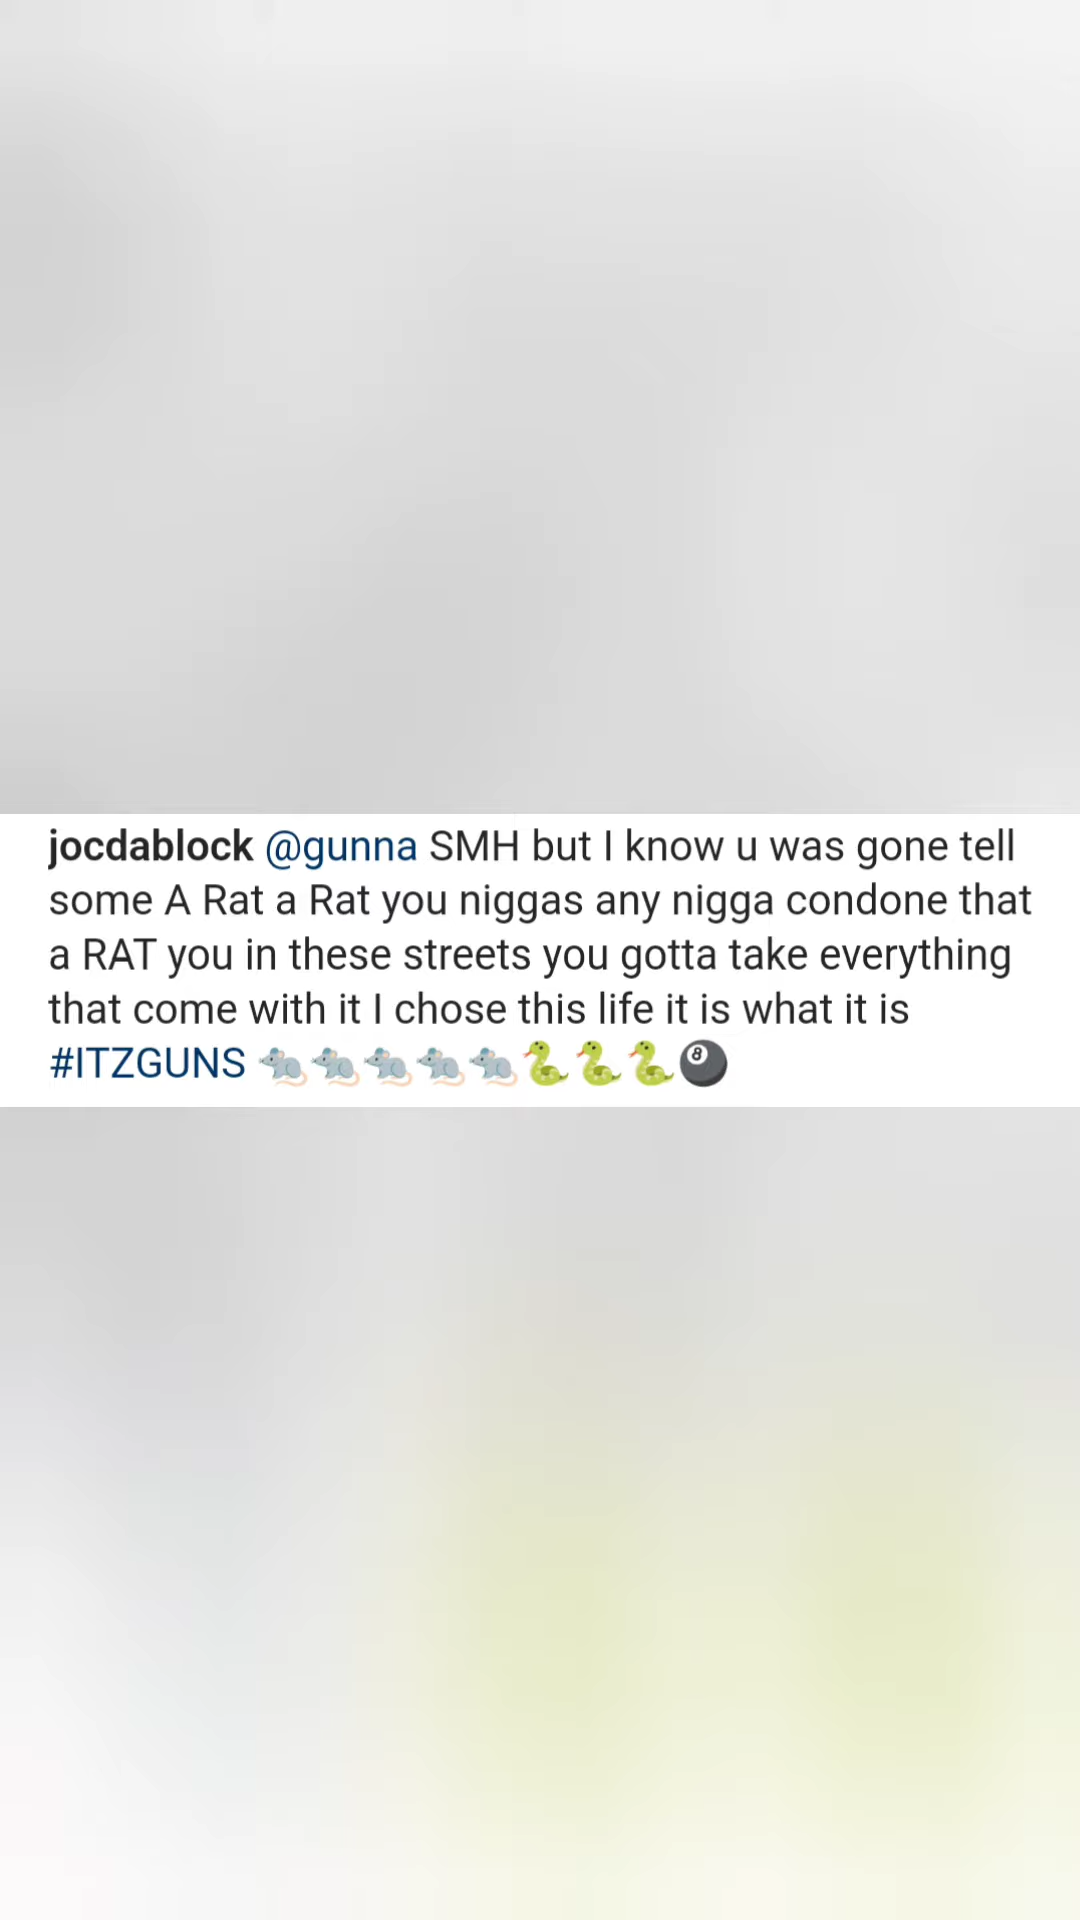 jocdablock @gunna SMH but I know u was gone tell
some A Rat a Rat you niggas any nigga condone that
a RAT you in these streets you gotta take everything
that come with it I chose this life it is what it is
#ITZGUNS 🐀🐀🐀🐀🐀🐍🐍🐍🎱